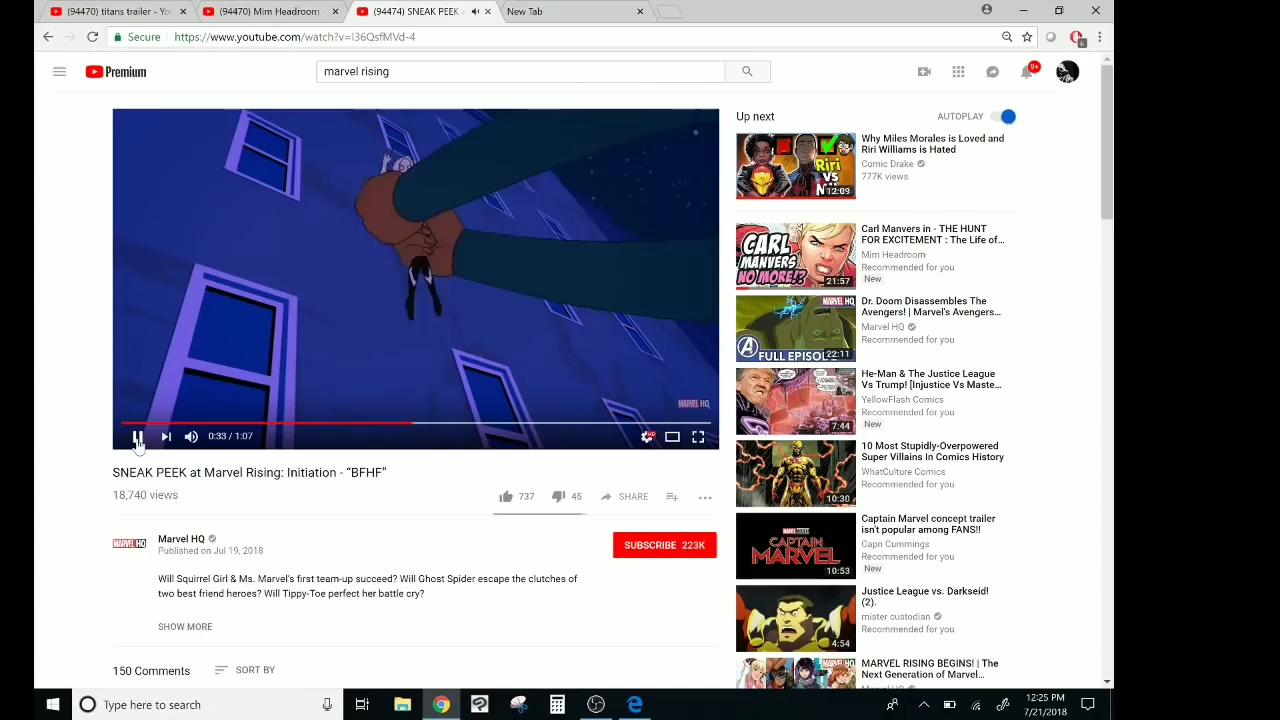 (94470) titans trailer - Yo
(94470) Mim Headroom
(94474) SNEAK PEEK
New Tab
Secure
https://www.youtube.com/watch?v=I36QsfMVd-4
6
Premium
marvel rising
9+
MARVEL HQ
0:33 / 1:07
HD
SNEAK PEEK at Marvel Rising: Initiation - “BFHF”
18,740 views
737
45
SHARE
MARVEL HQ
Marvel HQ
Published on Jul 19, 2018
SUBSCRIBE 223K
Will Squirrel Girl & Ms. Marvel's first team-up succeed? Will Ghost Spider escape the clutches of
two best friend heroes? Will Tippy-Toe perfect her battle cry?
SHOW MORE
150 Comments
SORT BY
Up next
AUTOPLAY
Riri
VS
12:09
Why Miles Morales is Loved and
Riri Williams is Hated
Comic Drake
777K views
CARL
MANVERS
NO MORE!?
21:57
Carl Manvers in - THE HUNT
FOR EXCITEMENT : The Life of...
Mim Headroom
Recommended for you
New
MARVEL HQ
FULL EPISODE
22:11
Dr. Doom Disassembles The
Avengers! | Marvel's Avengers...
Marvel HQ
Recommended for you
7:44
He-Man & The Justice League
Vs Trump! [Injustice Vs Maste...
YellowFlash Comics
Recommended for you
New
10:30
10 Most Stupidly-Overpowered
Super Villains In Comics History
WhatCulture Comics
Recommended for you
CAPTAIN
MARVEL
10:53
Captain Marvel concept trailer
isn't popular among FANS!!
Capn Cummings
Recommended for you
New
4:54
Justice League vs. Darkseid!
(2).
mister custodian
Recommended for you
MARVEL HQ
MARVEL RISING BEGINS! | The
Next Generation of Marvel...
Type here to search
12:25 PM
7/21/2018